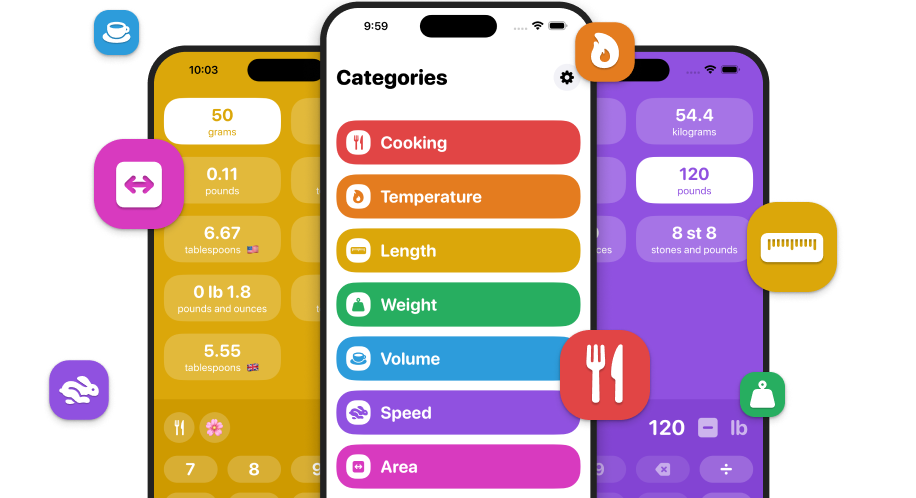 10:03
50
grams
0.11
pounds
6.67
tablespoons
0 lb 1.8
pounds and ounces
5.55
tablespoons
7
8
9
9:59
Categories
Cooking
Temperature
Length
Weight
Volume
Speed
Area
54.4
kilograms
120
pounds
8 st 8
stones and pounds
120 lb
9
÷